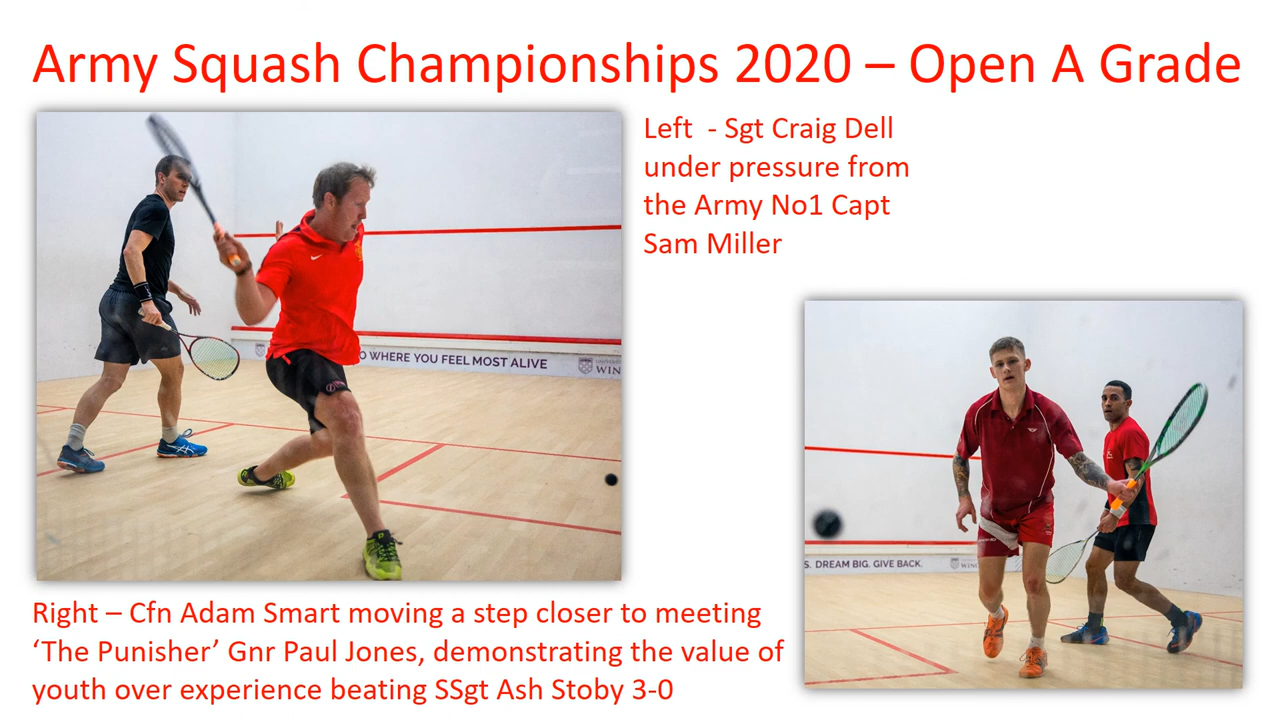 Army Squash Championships 2020 – Open A Grade
Left  - Sgt Craig Dell
under pressure from
the Army No1 Capt
Sam Miller
O WHERE YOU FEEL MOST ALIVE
WIN
S. DREAM BIG. GIVE BACK.
Right – Cfn Adam Smart moving a step closer to meeting
‘The Punisher’ Gnr Paul Jones, demonstrating the value of
youth over experience beating SSgt Ash Stoby 3-0